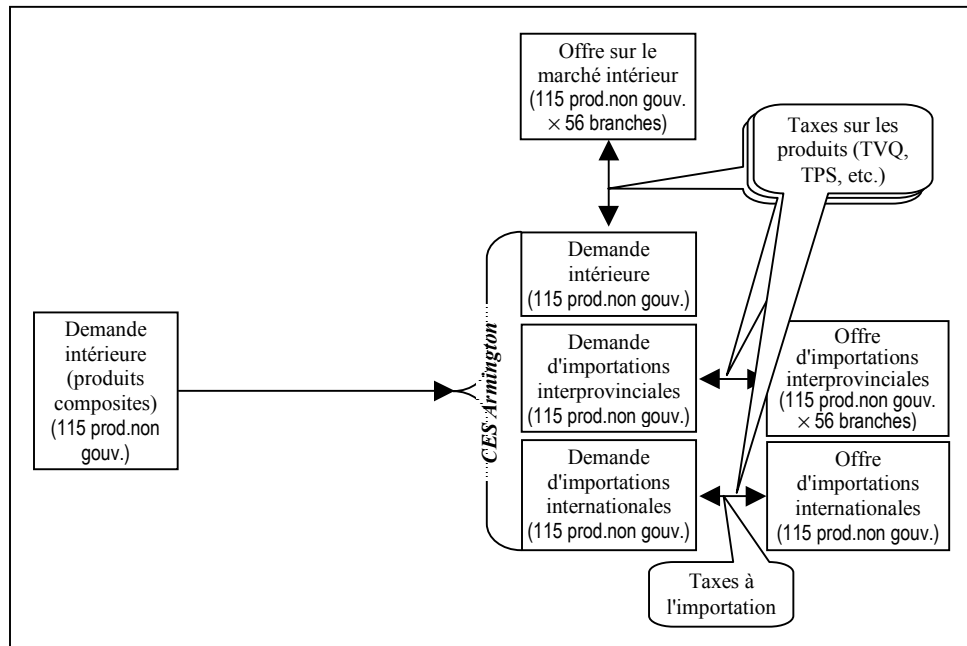 Offre sur le
marché intérieur
(115 prod.non gouv.
× 56 branches)
Taxes sur les
produits (TVQ,
TPS, etc.)
Demande
intérieure
(produits
composites)
(115 prod.non
gouv.)
CES Armington
Demande
intérieure
(115 prod.non gouv.)
Demande
d'importations
interprovinciales
(115 prod.non gouv.)
Offre
d'importations
interprovinciales
(115 prod.non gouv.
× 56 branches)
Demande
d'importations
internationales
(115 prod.non gouv.)
Offre
d'importations
internationales
(115 prod.non gouv.)
Taxes à
l'importation